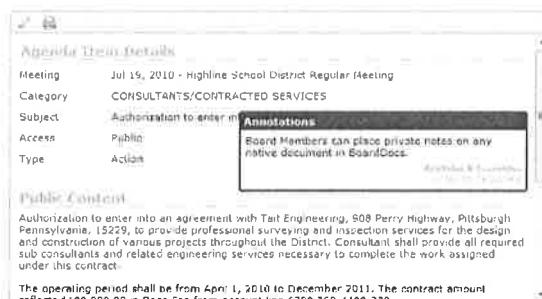 Agenda Item Details
Meeting Jul 19, 2010 - Highline School District Regular Meeting
Category CONSULTANTS/CONTRACTED SERVICES
Subject Authorization to enter in
Access Public
Type Action
Annotations
Board Members can place private notes on any
native document in BoardDocs.
Public Content
Authorization to enter into an agreement with Tait Engineering, 908 Perry Highway, Pittsburgh
Pennsylvania, 15229, to provide professional surveying and inspection services for the design
and construction of various projects throughout the District. Consultant shall provide all required
sub consultants and related engineering services necessary to complete the work assigned
under this contract.
The operating period shall be from April 1, 2010 to December 2011. The contract amount